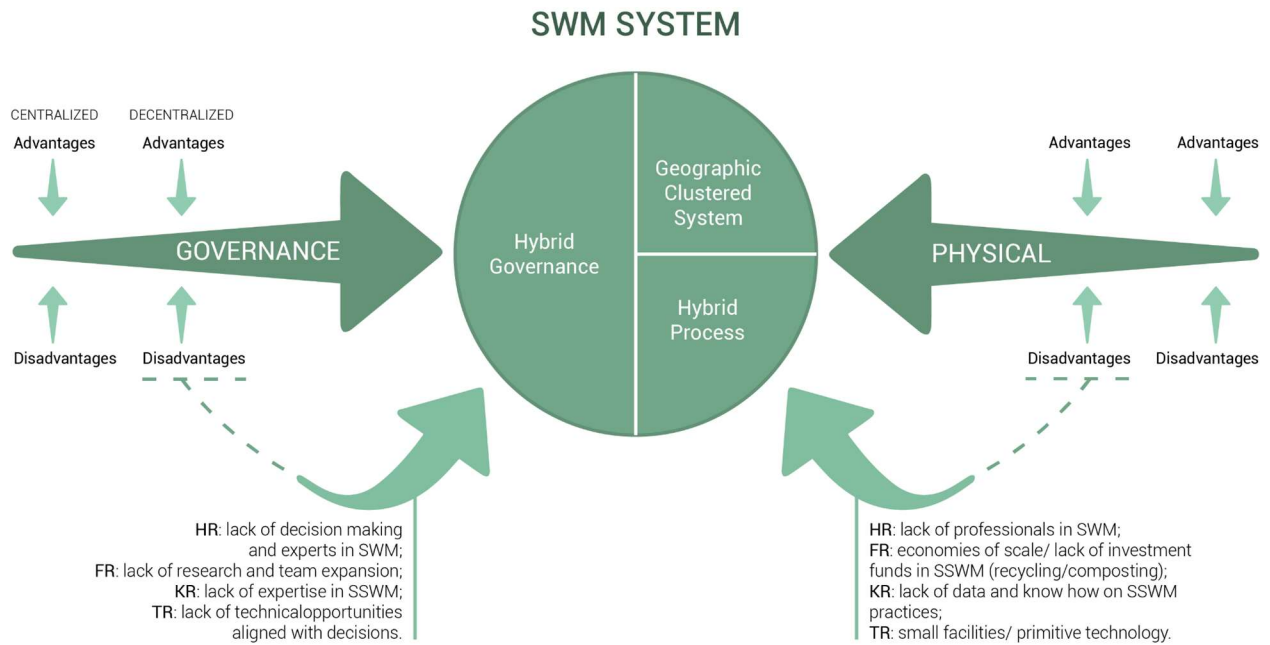 SWM SYSTEM
CENTRALIZED
DECENTRALIZED
Advantages
Advantages
GOVERNANCE
Disadvantages
Disadvantages
Hybrid
Governance
Geographic
Clustered
System
Hybrid
Process
Advantages
Advantages
PHYSICAL
Disadvantages
Disadvantages
HR: lack of decision making
and experts in SWM;
FR: lack of research and team expansion;
KR: lack of expertise in SSWM;
TR: lack of technicalopportunities
aligned with decisions.
HR: lack of professionals in SWM;
FR: economies of scale/ lack of investment
funds in SSWM (recycling/composting);
KR: lack of data and know how on SSWM
practices;
TR: small facilities/ primitive technology.